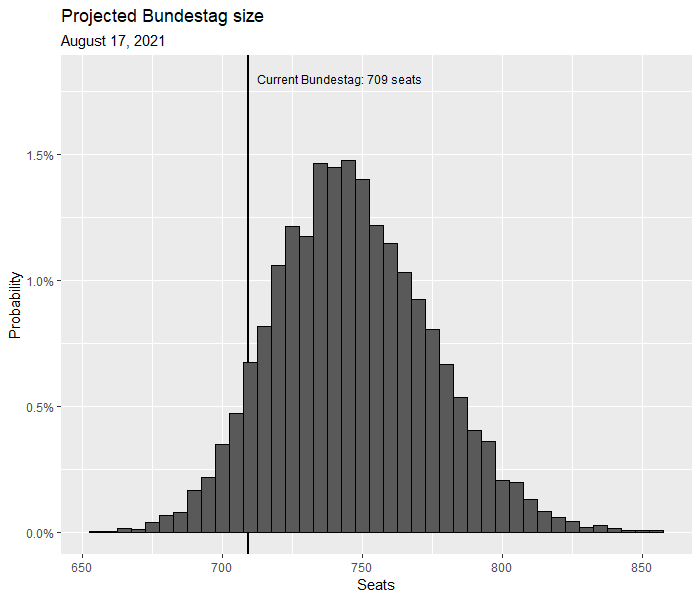 Projected Bundestag size
August 17, 2021
Current Bundestag: 709 seats
1.5%
1.0%
0.5%
0.0%
Probability
650 700 750 800 850
Seats